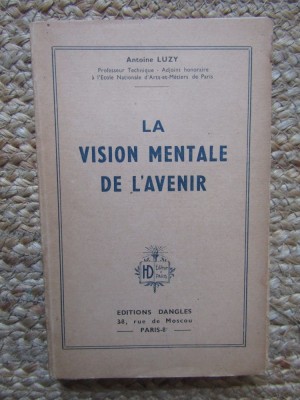 Antoine LUZY
Professeur Technique - Adjoint honoraire
à l'Ecole Nationale d'Arts-et-Métiers de Paris
LA
VISION MENTALE
DE L'AVENIR
HD
EDITIONS DANGLES
38, rue de Moscou
PARIS-8e